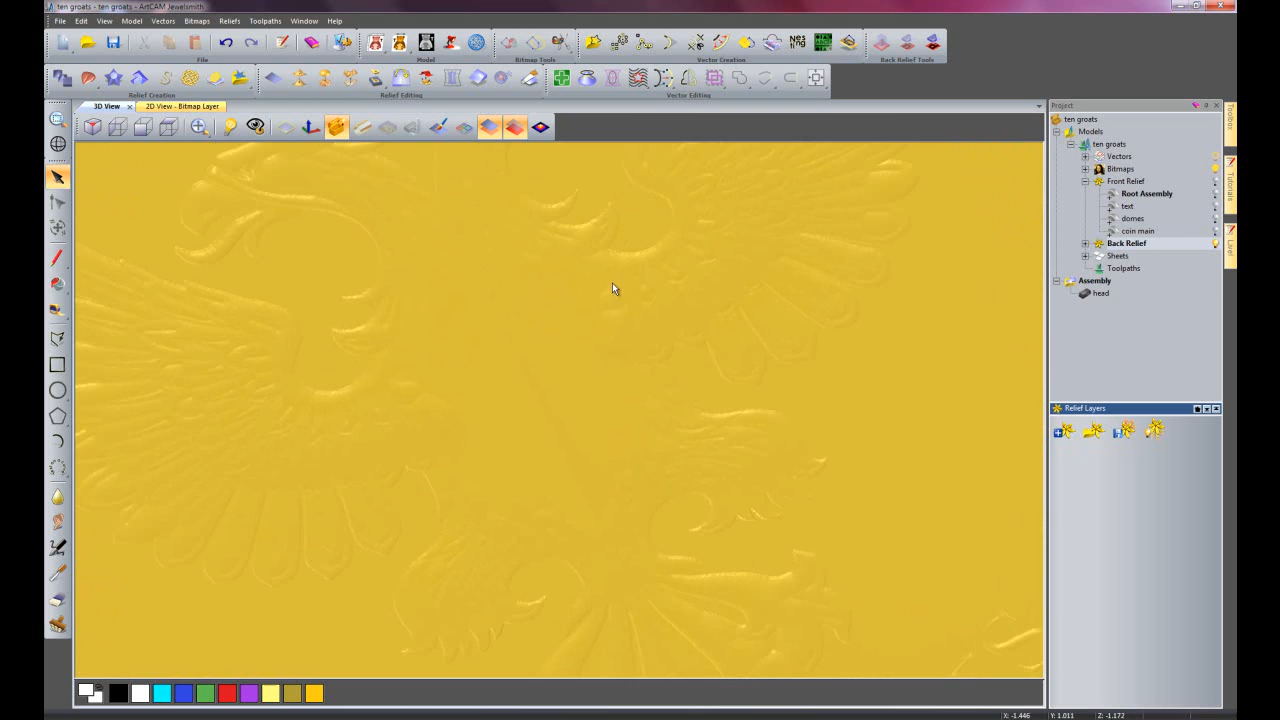 ten groats - ten groats - ArtCAM Jewelsmith
File Edit View Model Vectors Bitmaps Reliefs Toolpaths Window Help
File Model Bitmap Tools Vector Creation Back Relief Tools
Relief Creation Relief Editing Vector Editing
3D View 2D View - Bitmap Layer
Project
ten groats
Models
ten groats
Vectors
Bitmaps
Front Relief
Root Assembly
text
domes
coin main
Back Relief
Sheets
Toolpaths
Assembly
head
Relief Layers
Toolbox
Tutorials
X: -1.446 Y: 1.011 Z: -1.172